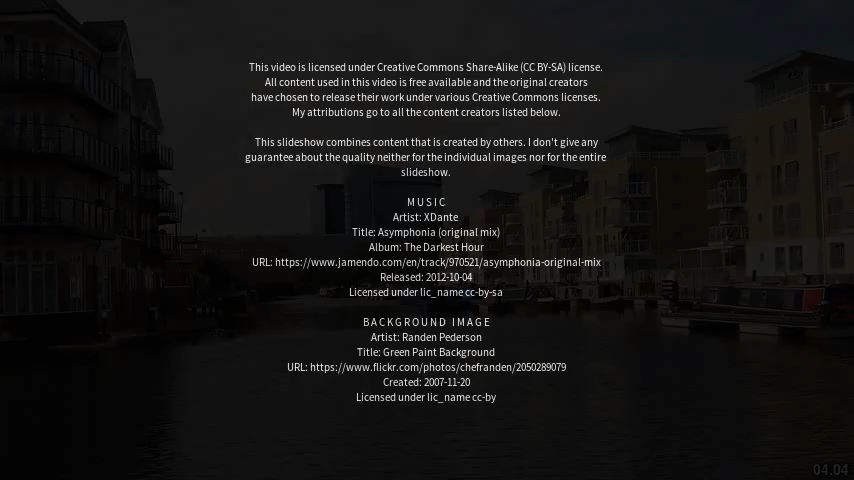 This video is licensed under Creative Commons Share-Alike (CC BY-SA) license.
All content used in this video is free available and the original creators
have chosen to release their work under various Creative Commons licenses.
My attributions go to all the content creators listed below.
This slideshow combines content that is created by others. I don't give any
guarantee about the quality neither for the individual images nor for the entire
slideshow.
MUSIC
Artist: XDante
Title: Asymphonia (original mix)
Album: The Darkest Hour
URL: https://www.jamendo.com/en/track/970521/asymphonia-original-mix
Released: 2012-10-04
Licensed under lic_name cc-by-sa
BACKGROUND IMAGE
Artist: Randen Pederson
Title: Green Paint Background
URL: https://www.flickr.com/photos/chefranden/2050289079
Created: 2007-11-20
Licensed under lic_name cc-by
04.04